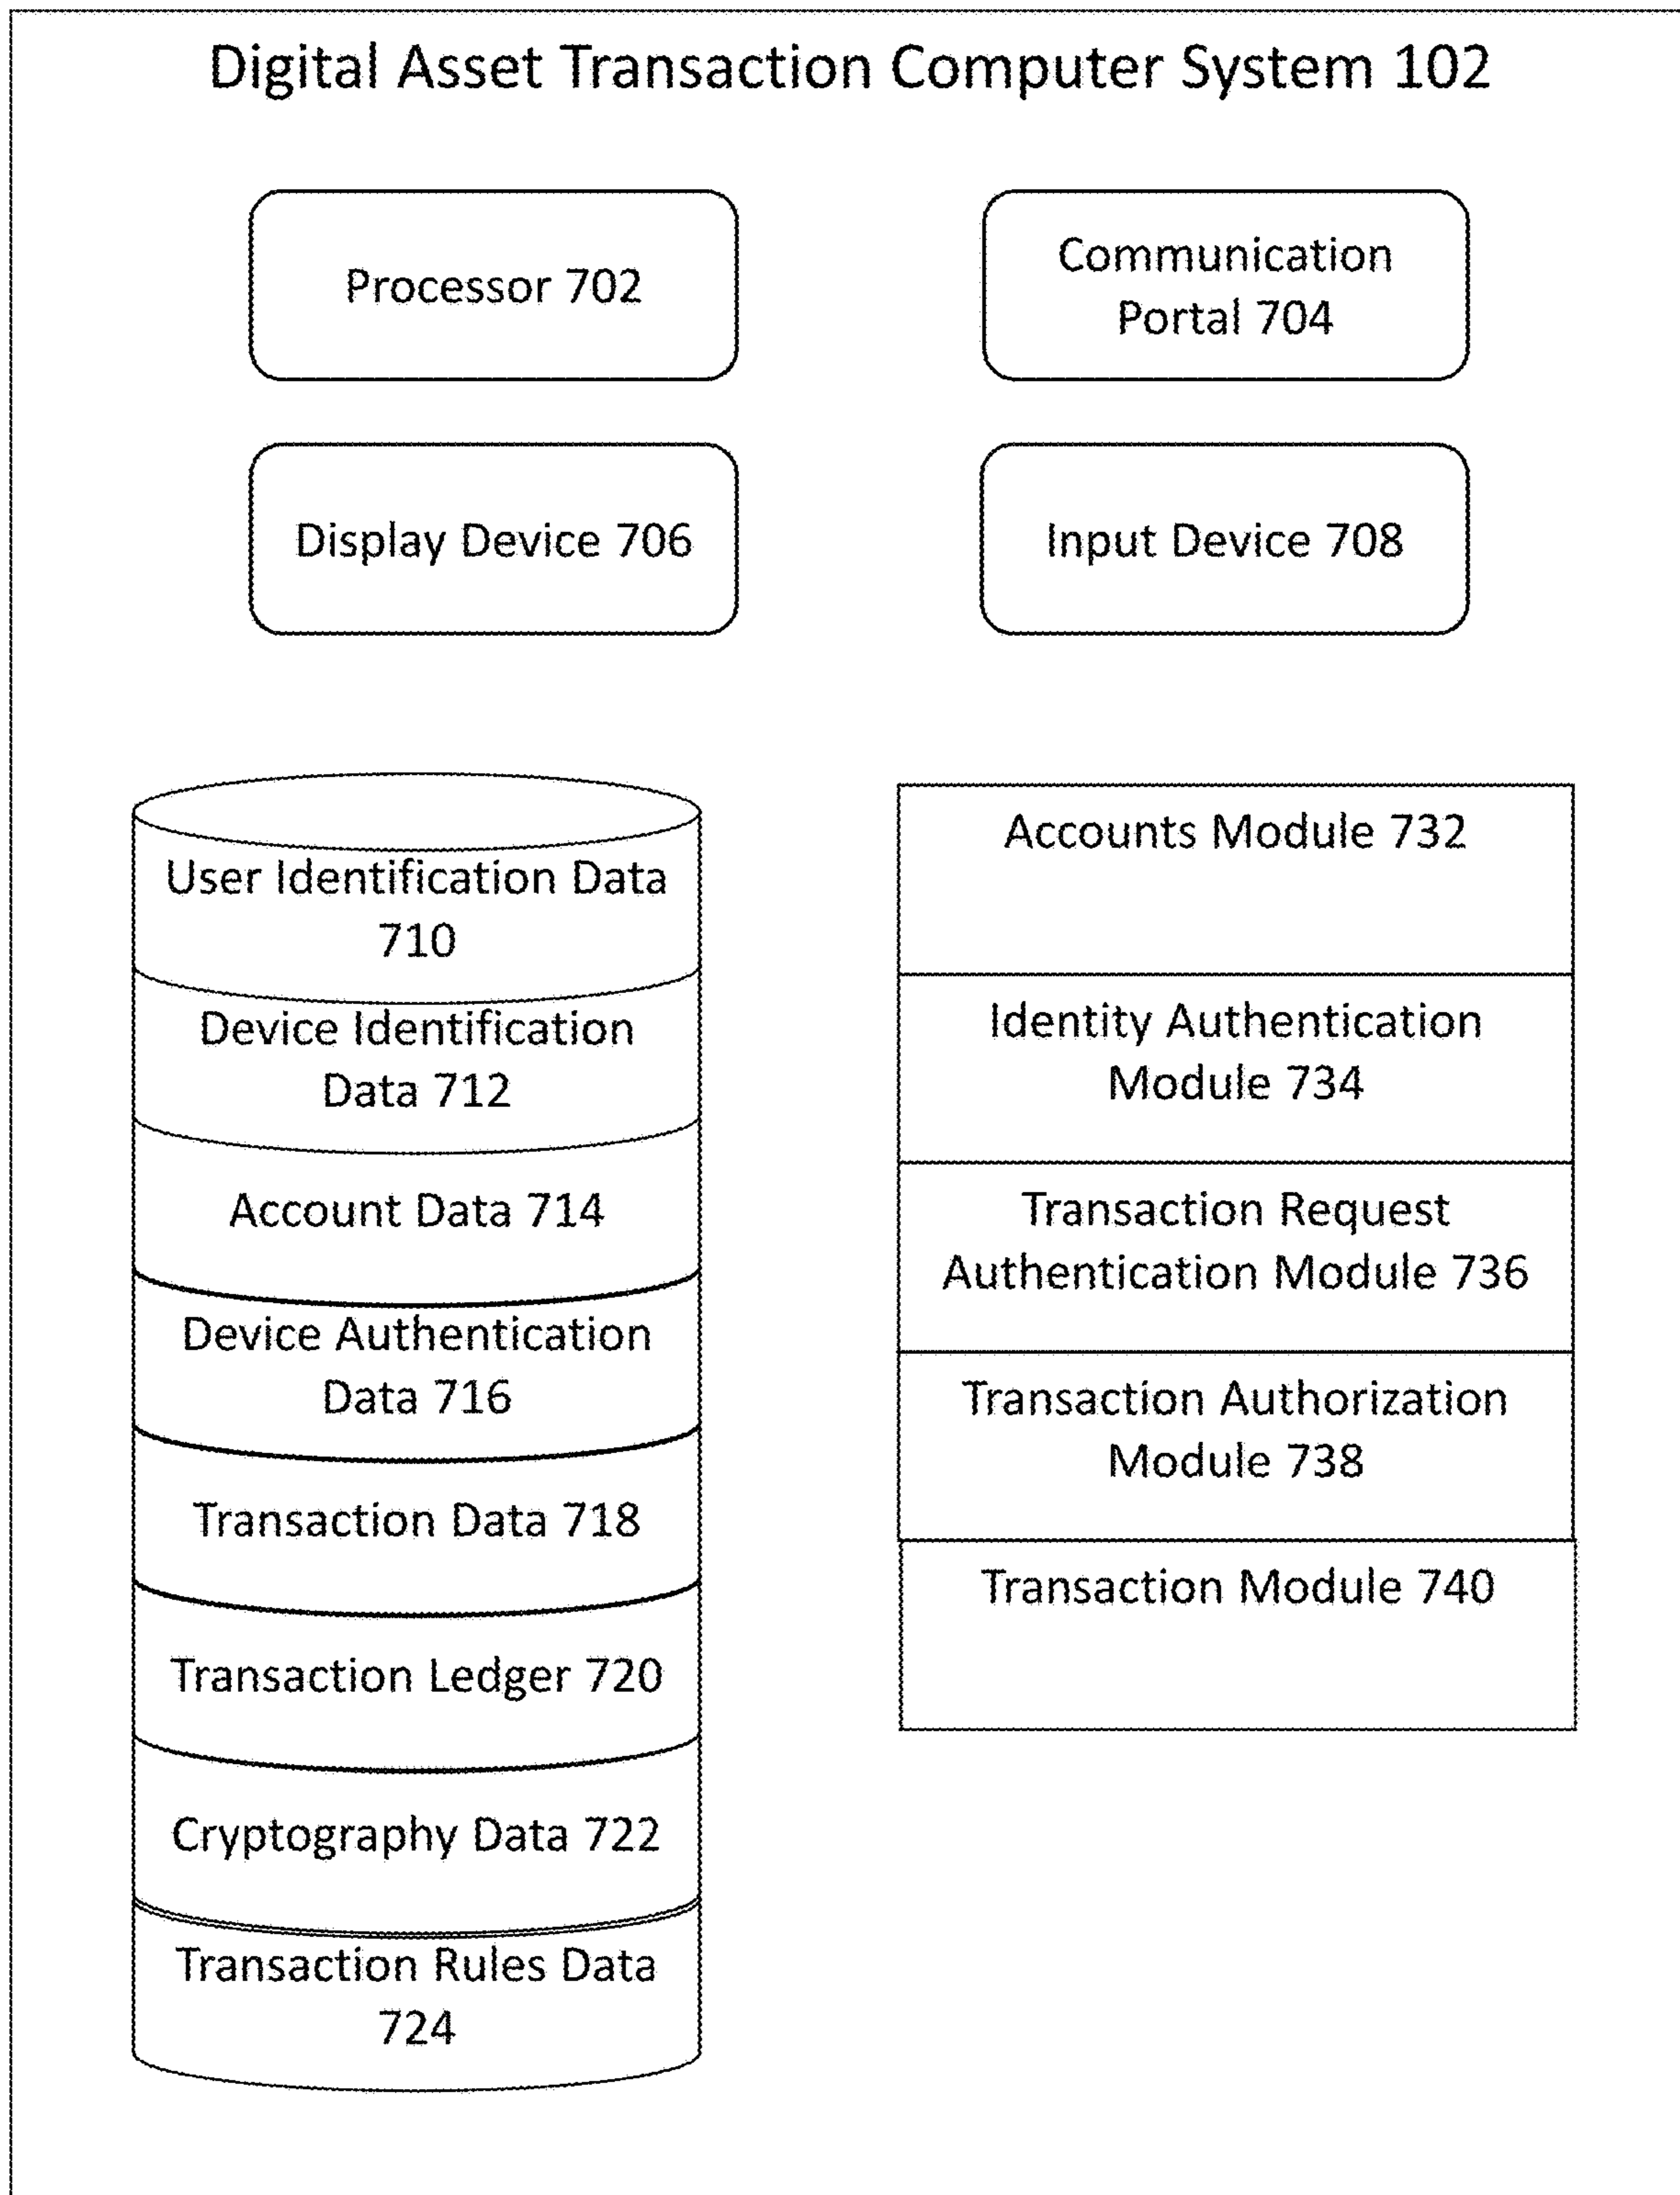 Digital Asset Transaction Computer System 102
Processor 702
Communication
Portal 704
Display Device 706
Input Device 708
User Identification Data
710
Device Identification
Data 712
Account Data 714
Device Authentication
Data 716
Transaction Data 718
Transaction Ledger 720
Cryptography Data 722
Transaction Rules Data
724
Accounts Module 732
Identity Authentication
Module 734
Transaction Request
Authentication Module 736
Transaction Authorization
Module 738
Transaction Module 740